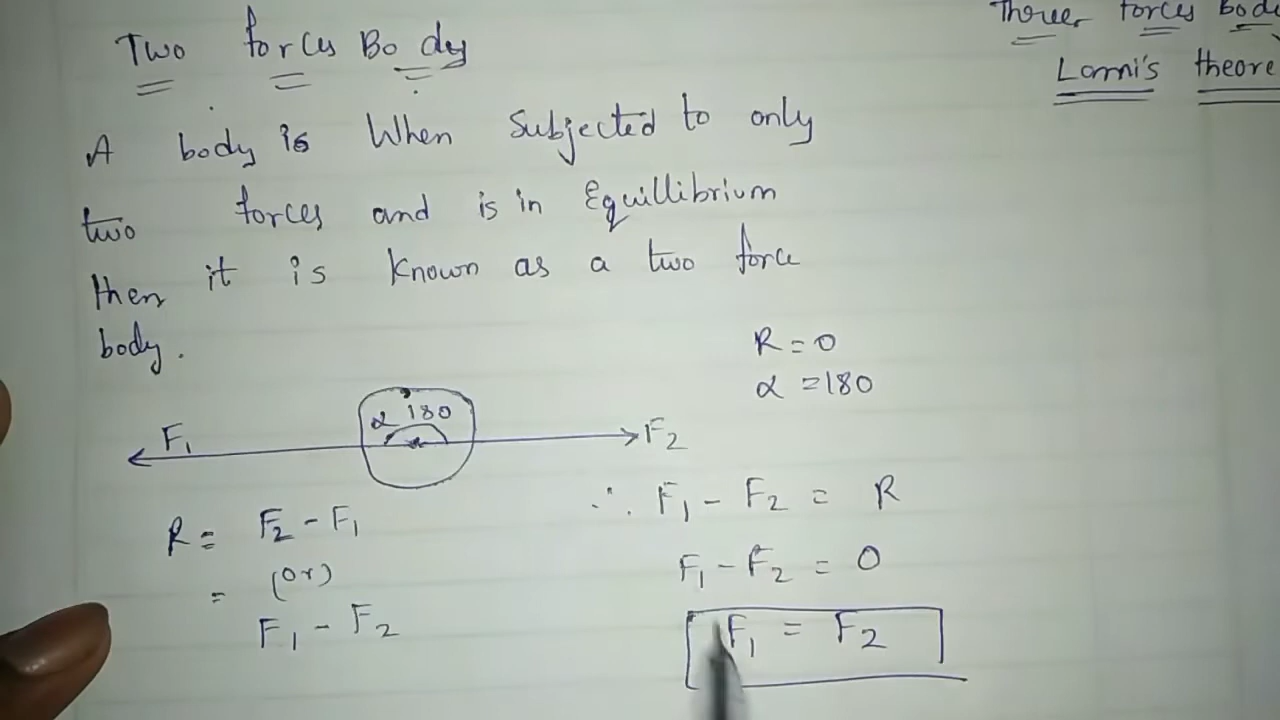 Two forces Body
A body is When Subjected to only
two forces and is in Equillibrium
then it is Known as a two force
body.
R = 0
α = 180
α 180
F1
F2
R = F2 - F1
= (or)
F1 - F2
∴ F1 - F2 = R
F1 - F2 = 0
F1 = F2
forces Bod
Lami's theore